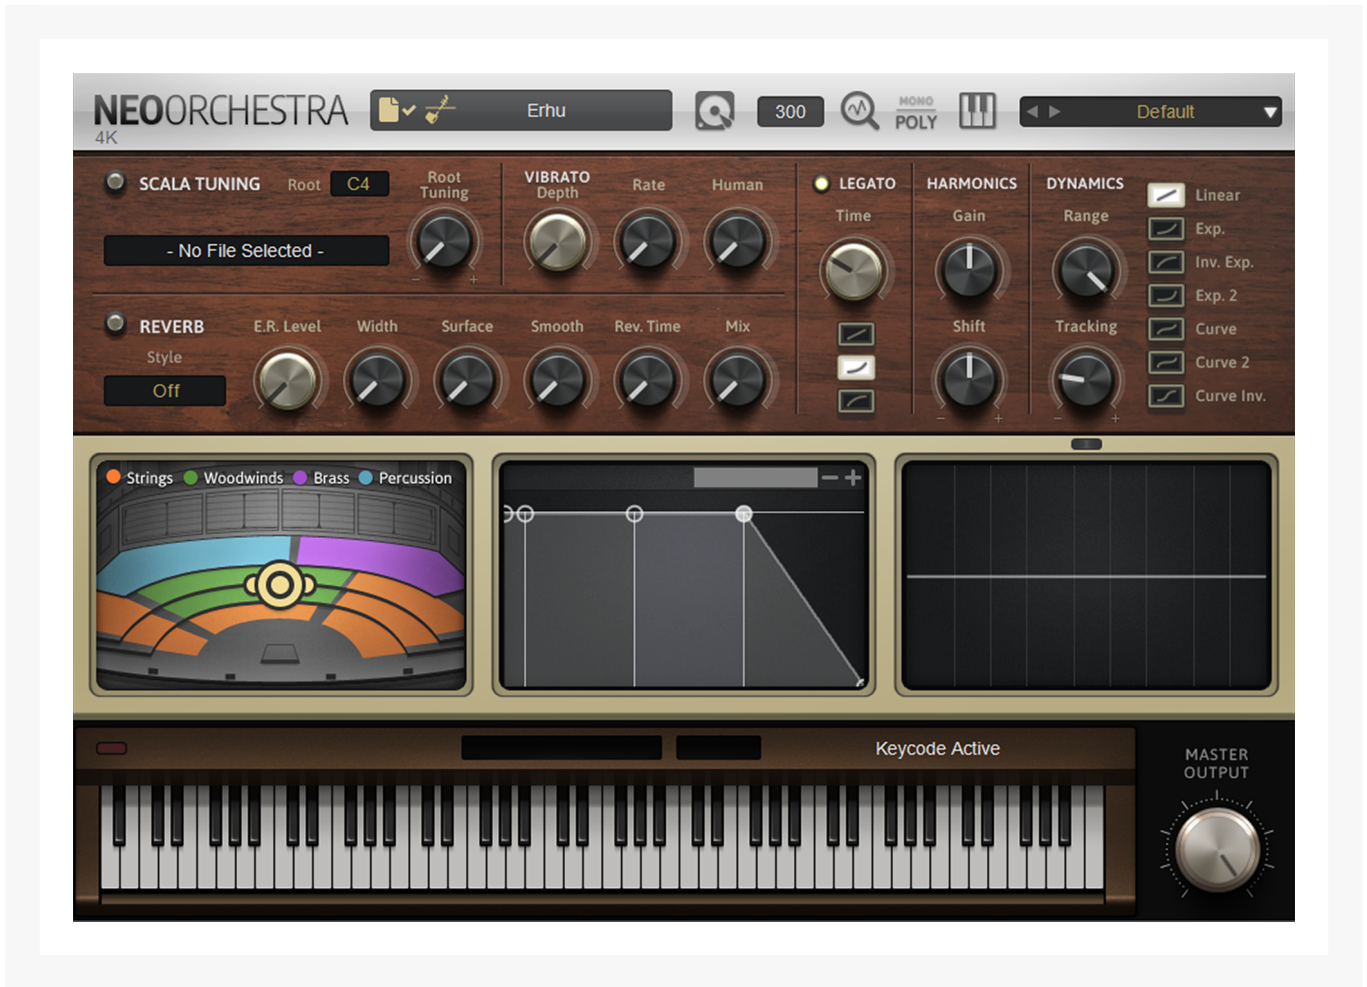 NEOORCHESTRA
4K
Erhu
300
MONO
POLY
Default
SCALA TUNING
Root
C4
Root
Tuning
- No File Selected -
VIBRATO
Depth
Rate
Human
LEGATO
Time
HARMONICS
Gain
Shift
DYNAMICS
Range
Tracking
Linear
Exp.
Inv. Exp.
Exp. 2
Curve
Curve 2
Curve Inv.
REVERB
Style
Off
E.R. Level
Width
Surface
Smooth
Rev. Time
Mix
Strings
Woodwinds
Brass
Percussion
Keycode Active
MASTER
OUTPUT